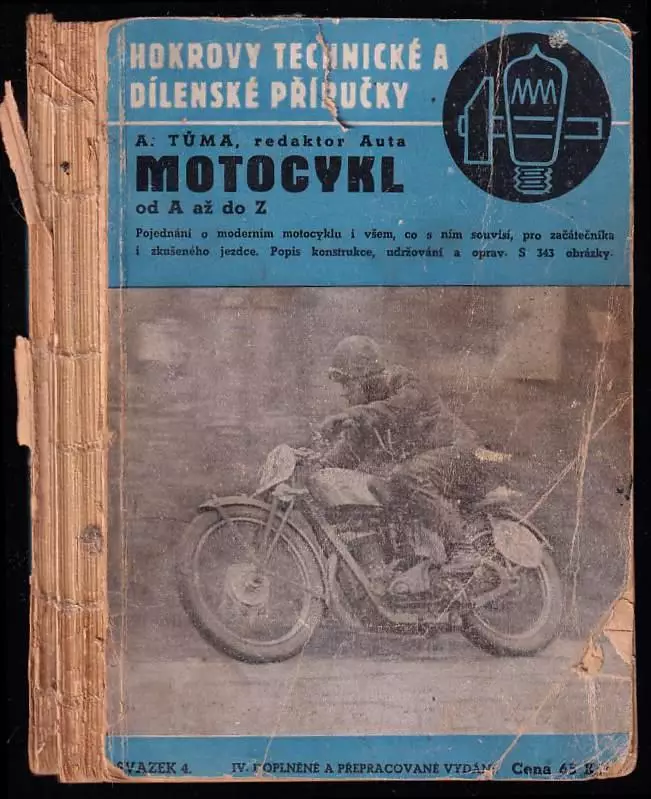 HOKROVY TECHNICKÉ A
DÍLENSKÉ PŘÍRUČKY
A. TŮMA, redaktor Auta
MOTOCYKL
od A až do Z
Pojednání o moderním motocyklu i všem, co s ním souvisí, pro začátečníka
i zkušeného jezdce. Popis konstrukce, udržování a oprav. S 343 obrázky.
SVAZEK 4. IV. DOPLNĚNÉ A PŘEPRACOVANÉ VYDÁNÍ Cena 65